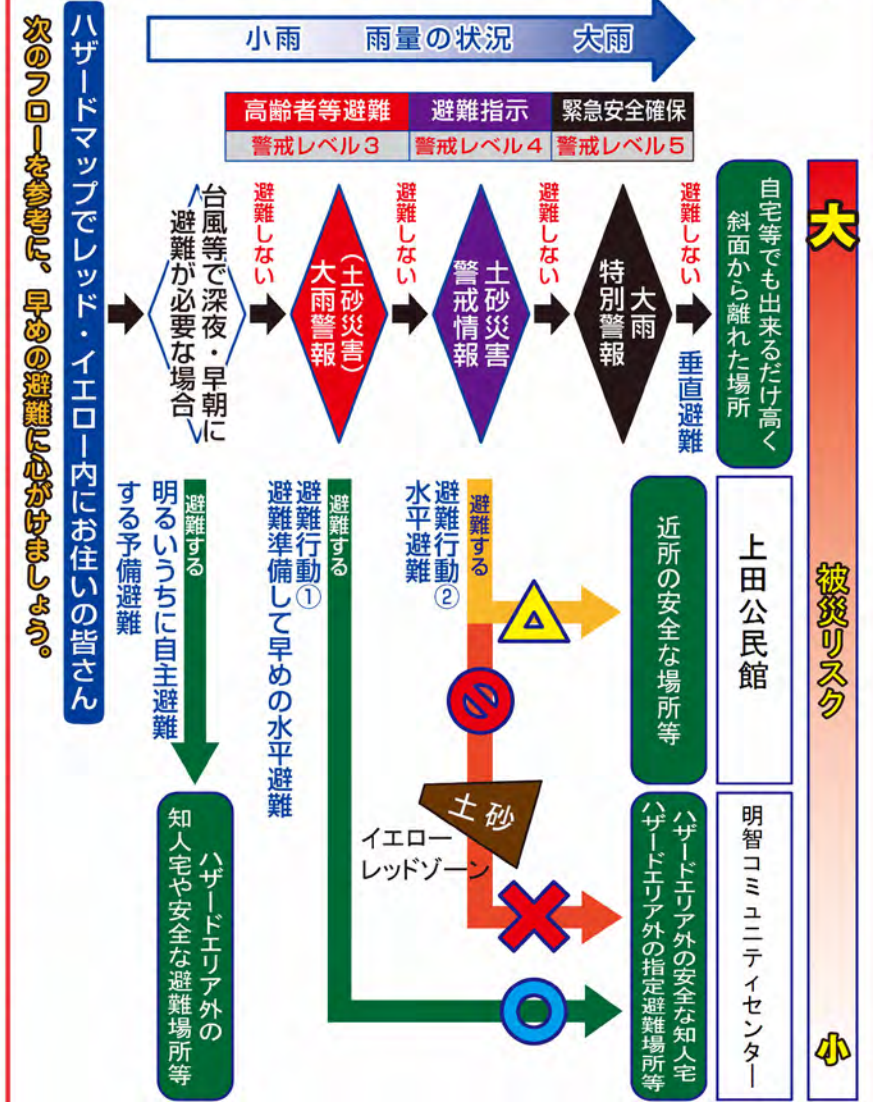 次のフローを参考に、早めの避難に心がけましょう。
ハザードマップでレッド・イエロー内にお住いの皆さん
小雨 雨量の状況 大雨
高齢者等避難
警戒レベル3
避難指示
警戒レベル4
緊急安全確保
警戒レベル5
台風等で深夜・早朝に
避難が必要な場合
避難しない
(土砂災害)
大雨警報
避難しない
土砂災害
警戒情報
避難しない
大雨
特別警報
避難しない
垂直避難
自宅等でも出来るだけ高く
斜面から離れた場所
避難する
明るいうちに自主避難
する予備避難
避難する
避難行動①
避難準備して早めの水平避難
避難する
避難行動②
水平避難
土砂
イエロー
レッドゾーン
近所の安全な場所等
上田公民館
ハザードエリア外の
知人宅や安全な避難場所等
ハザードエリア外の安全な知人宅
ハザードエリア外の指定避難場所等
明智コミュニティセンター
大
被災リスク
小